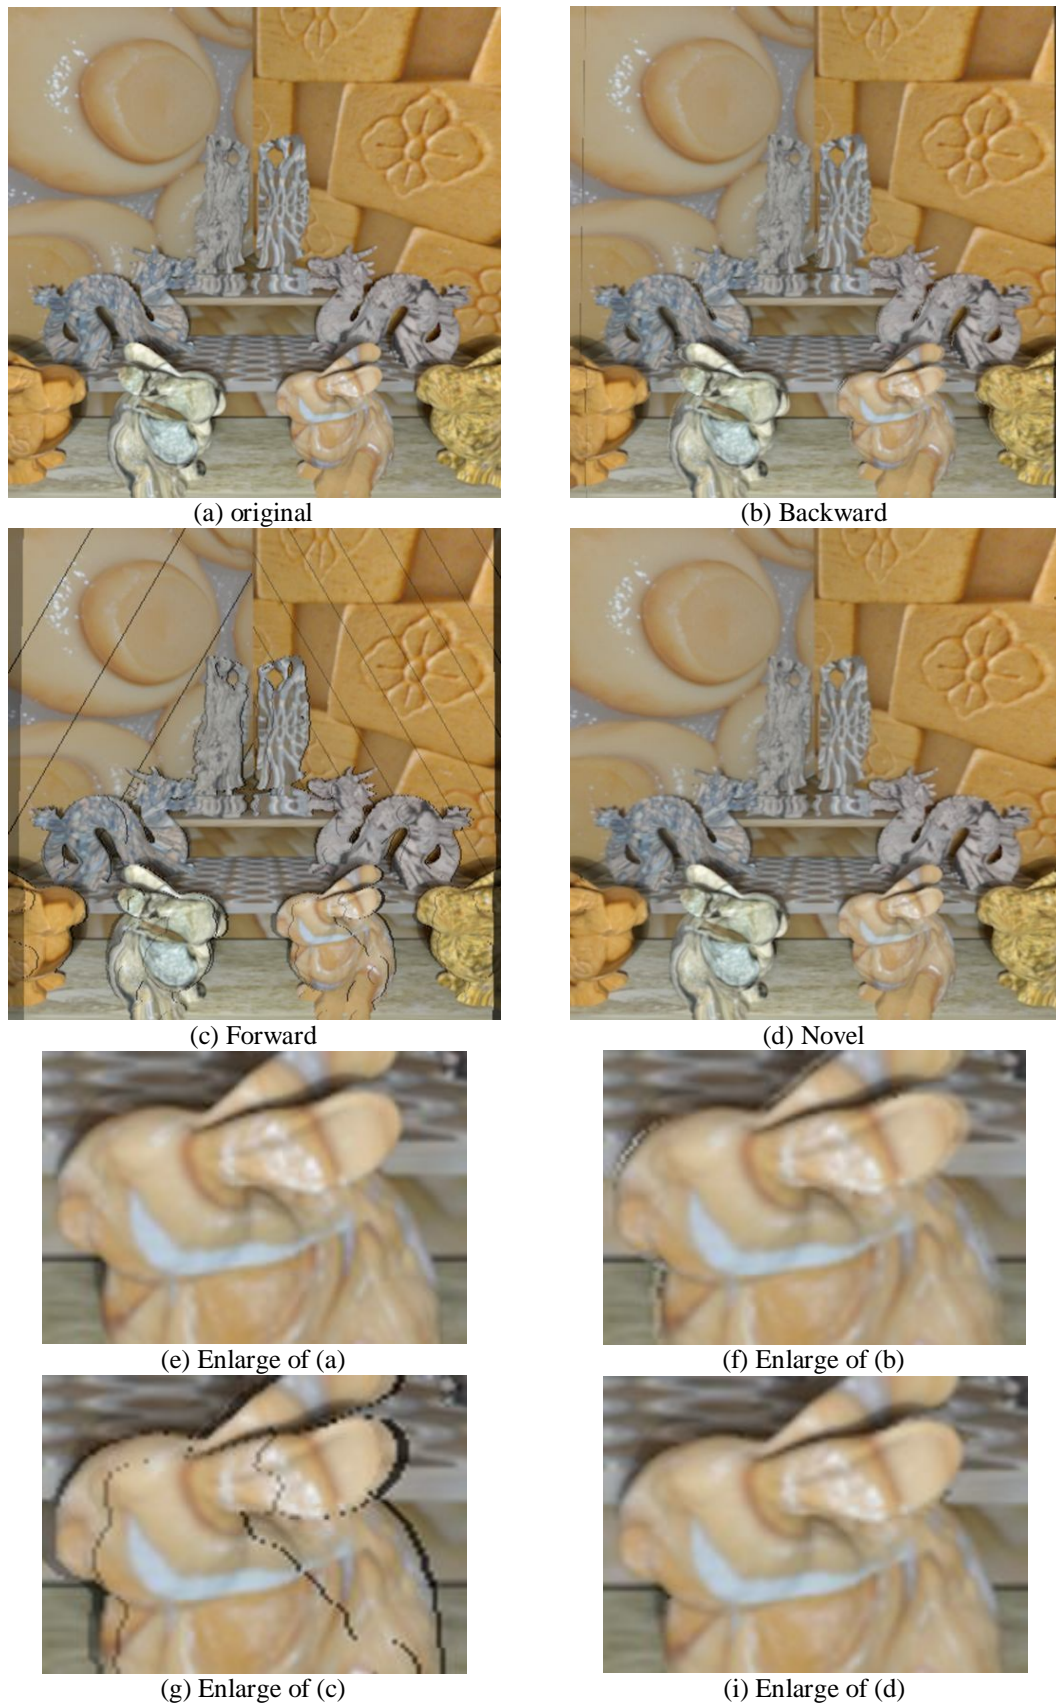 (a) original
(b) Backward
(c) Forward
(d) Novel
(e) Enlarge of (a)
(f) Enlarge of (b)
(g) Enlarge of (c)
(i) Enlarge of (d)